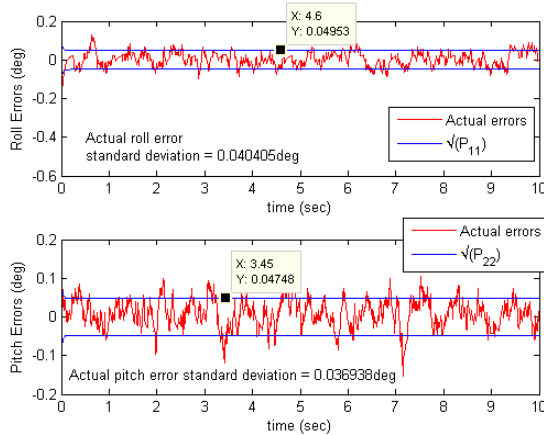 X: 4.6
Y: 0.04953
0.2
0
-0.2
-0.4
-0.6
Roll Errors (deg)
Actual roll error
standard deviation = 0.040405deg
Actual errors
√(P11)
0 1 2 3 4 5 6 7 8 9 10
time (sec)
Actual errors
√(P22)
X: 3.45
Y: 0.04748
0.2
0.1
0
-0.1
-0.2
Pitch Errors (deg)
Actual pitch error standard deviation = 0.036938deg
0 1 2 3 4 5 6 7 8 9 10
time (sec)